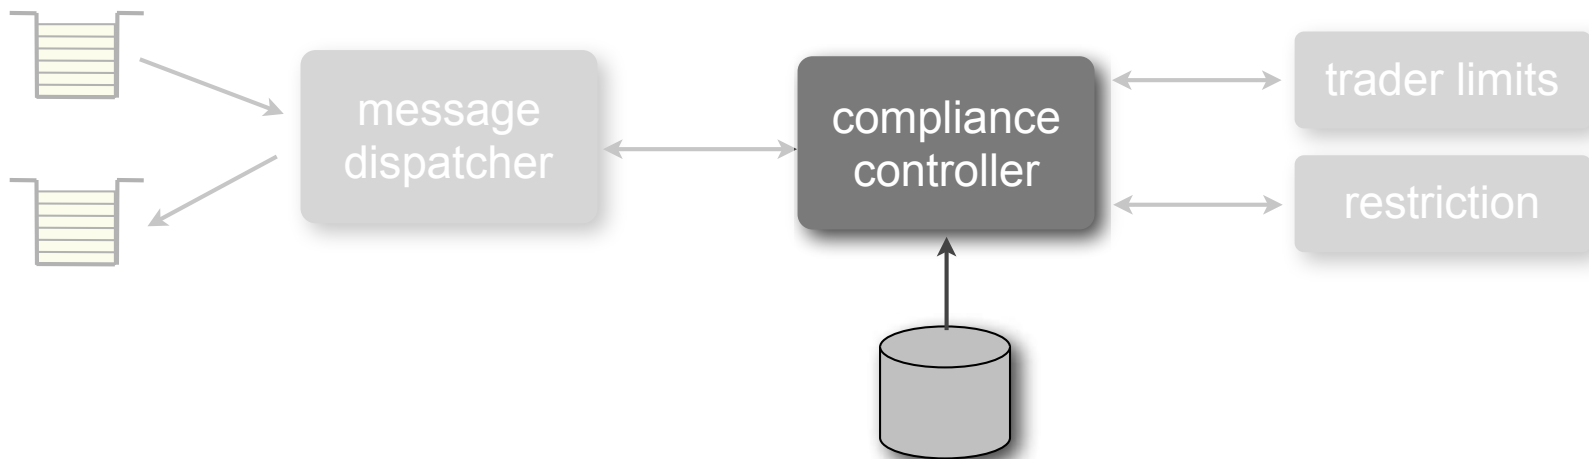 message
dispatcher
compliance
controller
trader limits
restriction